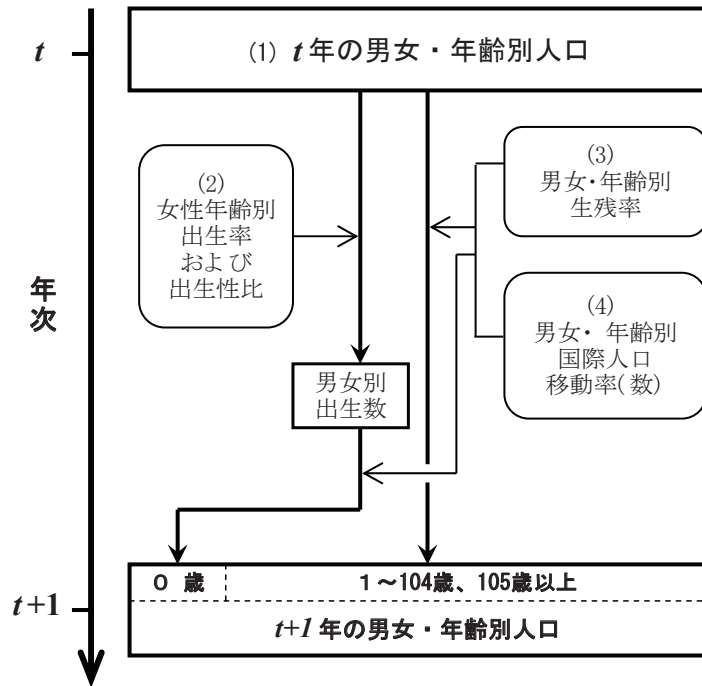 t
(1) t年の男女・年齢別人口
(2)
女性年齢別
出生率
および
出生性比
(3)
男女・年齢別
生残率
(4)
男女・ 年齢別
国際人口
移動率(数)
年次
男女別
出生数
0 歳
1～104歳、105歳以上
t+1
t+1年の男女・年齢別人口